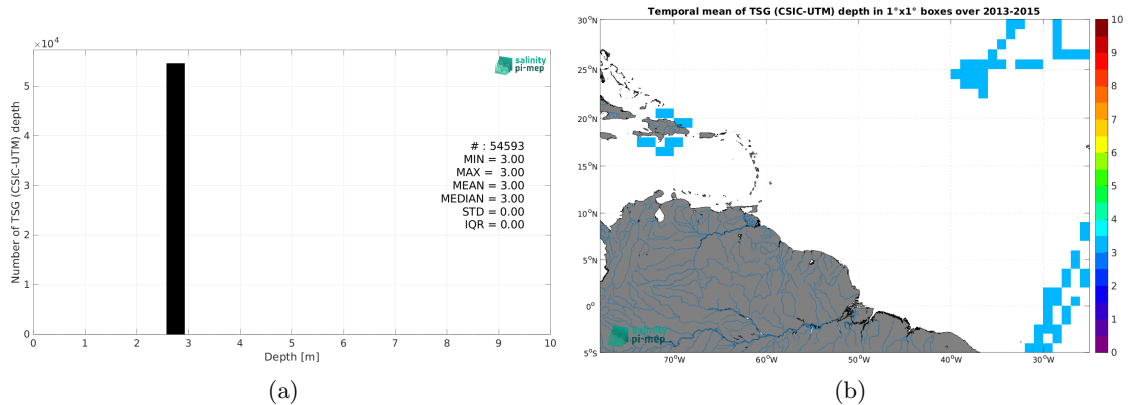 ×10⁴
5
4
3
2
1
0
Number of TSG (CSIC-UTM) depth
salinity
pi-mep
# : 54593
MIN = 3.00
MAX = 3.00
MEAN = 3.00
MEDIAN = 3.00
STD = 0.00
IQR = 0.00
0 1 2 3 4 5 6 7 8 9 10
Depth [m]
(a)
Temporal mean of TSG (CSIC-UTM) depth in 1°x1° boxes over 2013-2015
30°N
25°N
20°N
15°N
10°N
5°N
0°
5°S
salinity
pi-mep
70°W 60°W 50°W 40°W 30°W
10
9
8
7
6
5
4
3
2
1
0
(b)